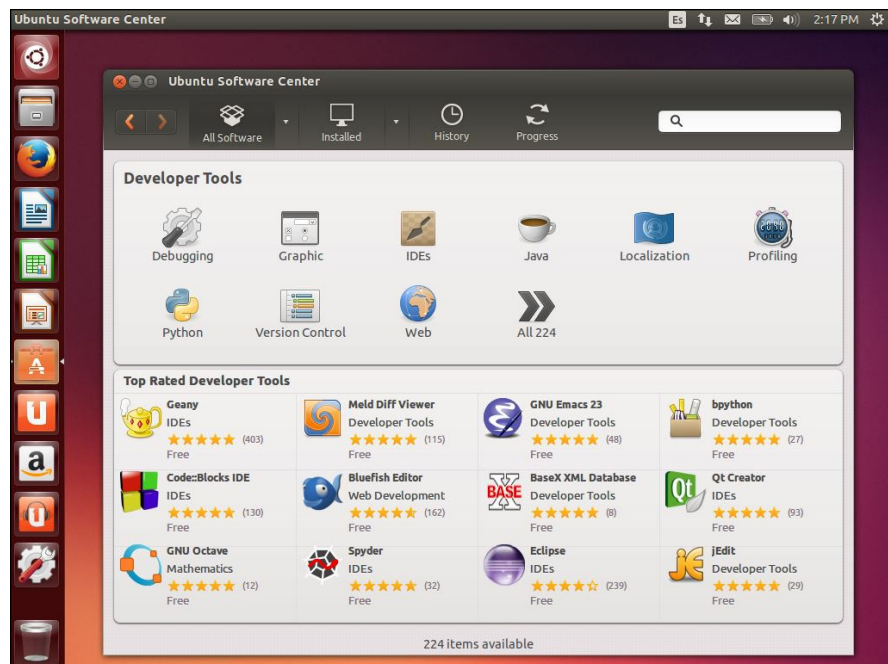 Ubuntu Software Center
Es
2:17 PM
Ubuntu Software Center
All Software
Installed
History
Progress
Developer Tools
Debugging
Graphic
IDEs
Java
Localization
Profiling
Python
Version Control
Web
All 224
Top Rated Developer Tools
Geany
IDEs
(403)
Free
Meld Diff Viewer
Developer Tools
(115)
Free
GNU Emacs 23
Developer Tools
(48)
Free
bpython
Developer Tools
(27)
Free
Code::Blocks IDE
IDEs
(130)
Free
Bluefish Editor
Web Development
(162)
Free
BASE
BaseX XML Database
Developer Tools
(8)
Free
Qt
Qt Creator
IDEs
(93)
Free
GNU Octave
Mathematics
(12)
Free
Spyder
IDEs
(32)
Free
Eclipse
IDEs
(239)
Free
jEdit
Developer Tools
(29)
Free
224 items available